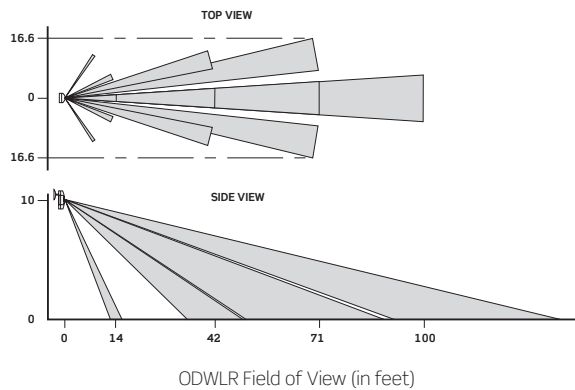 TOP VIEW
16.6
0
16.6
SIDE VIEW
10
0
0 14 42 71 100
ODWLR Field of View (in feet)